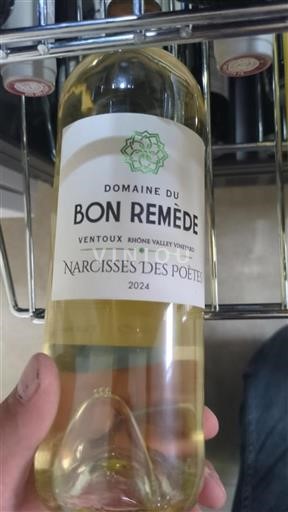 DOMAINE DU
BON REMÈDE
VENTOUX RHÔNE VALLEY VINEYARD
VINIOU
NARCISSES DES POÈTES
2024